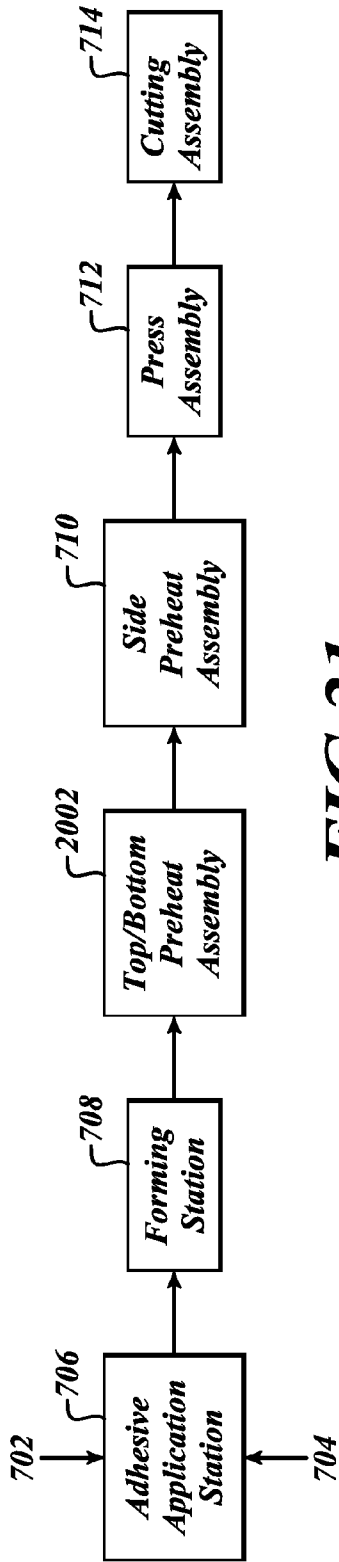 702
704
706
Adhesive
Application
Station
708
Forming
Station
2002
Top/Bottom
Preheat
Assembly
710
Side
Preheat
Assembly
712
Press
Assembly
714
Cutting
Assembly
FIG.21